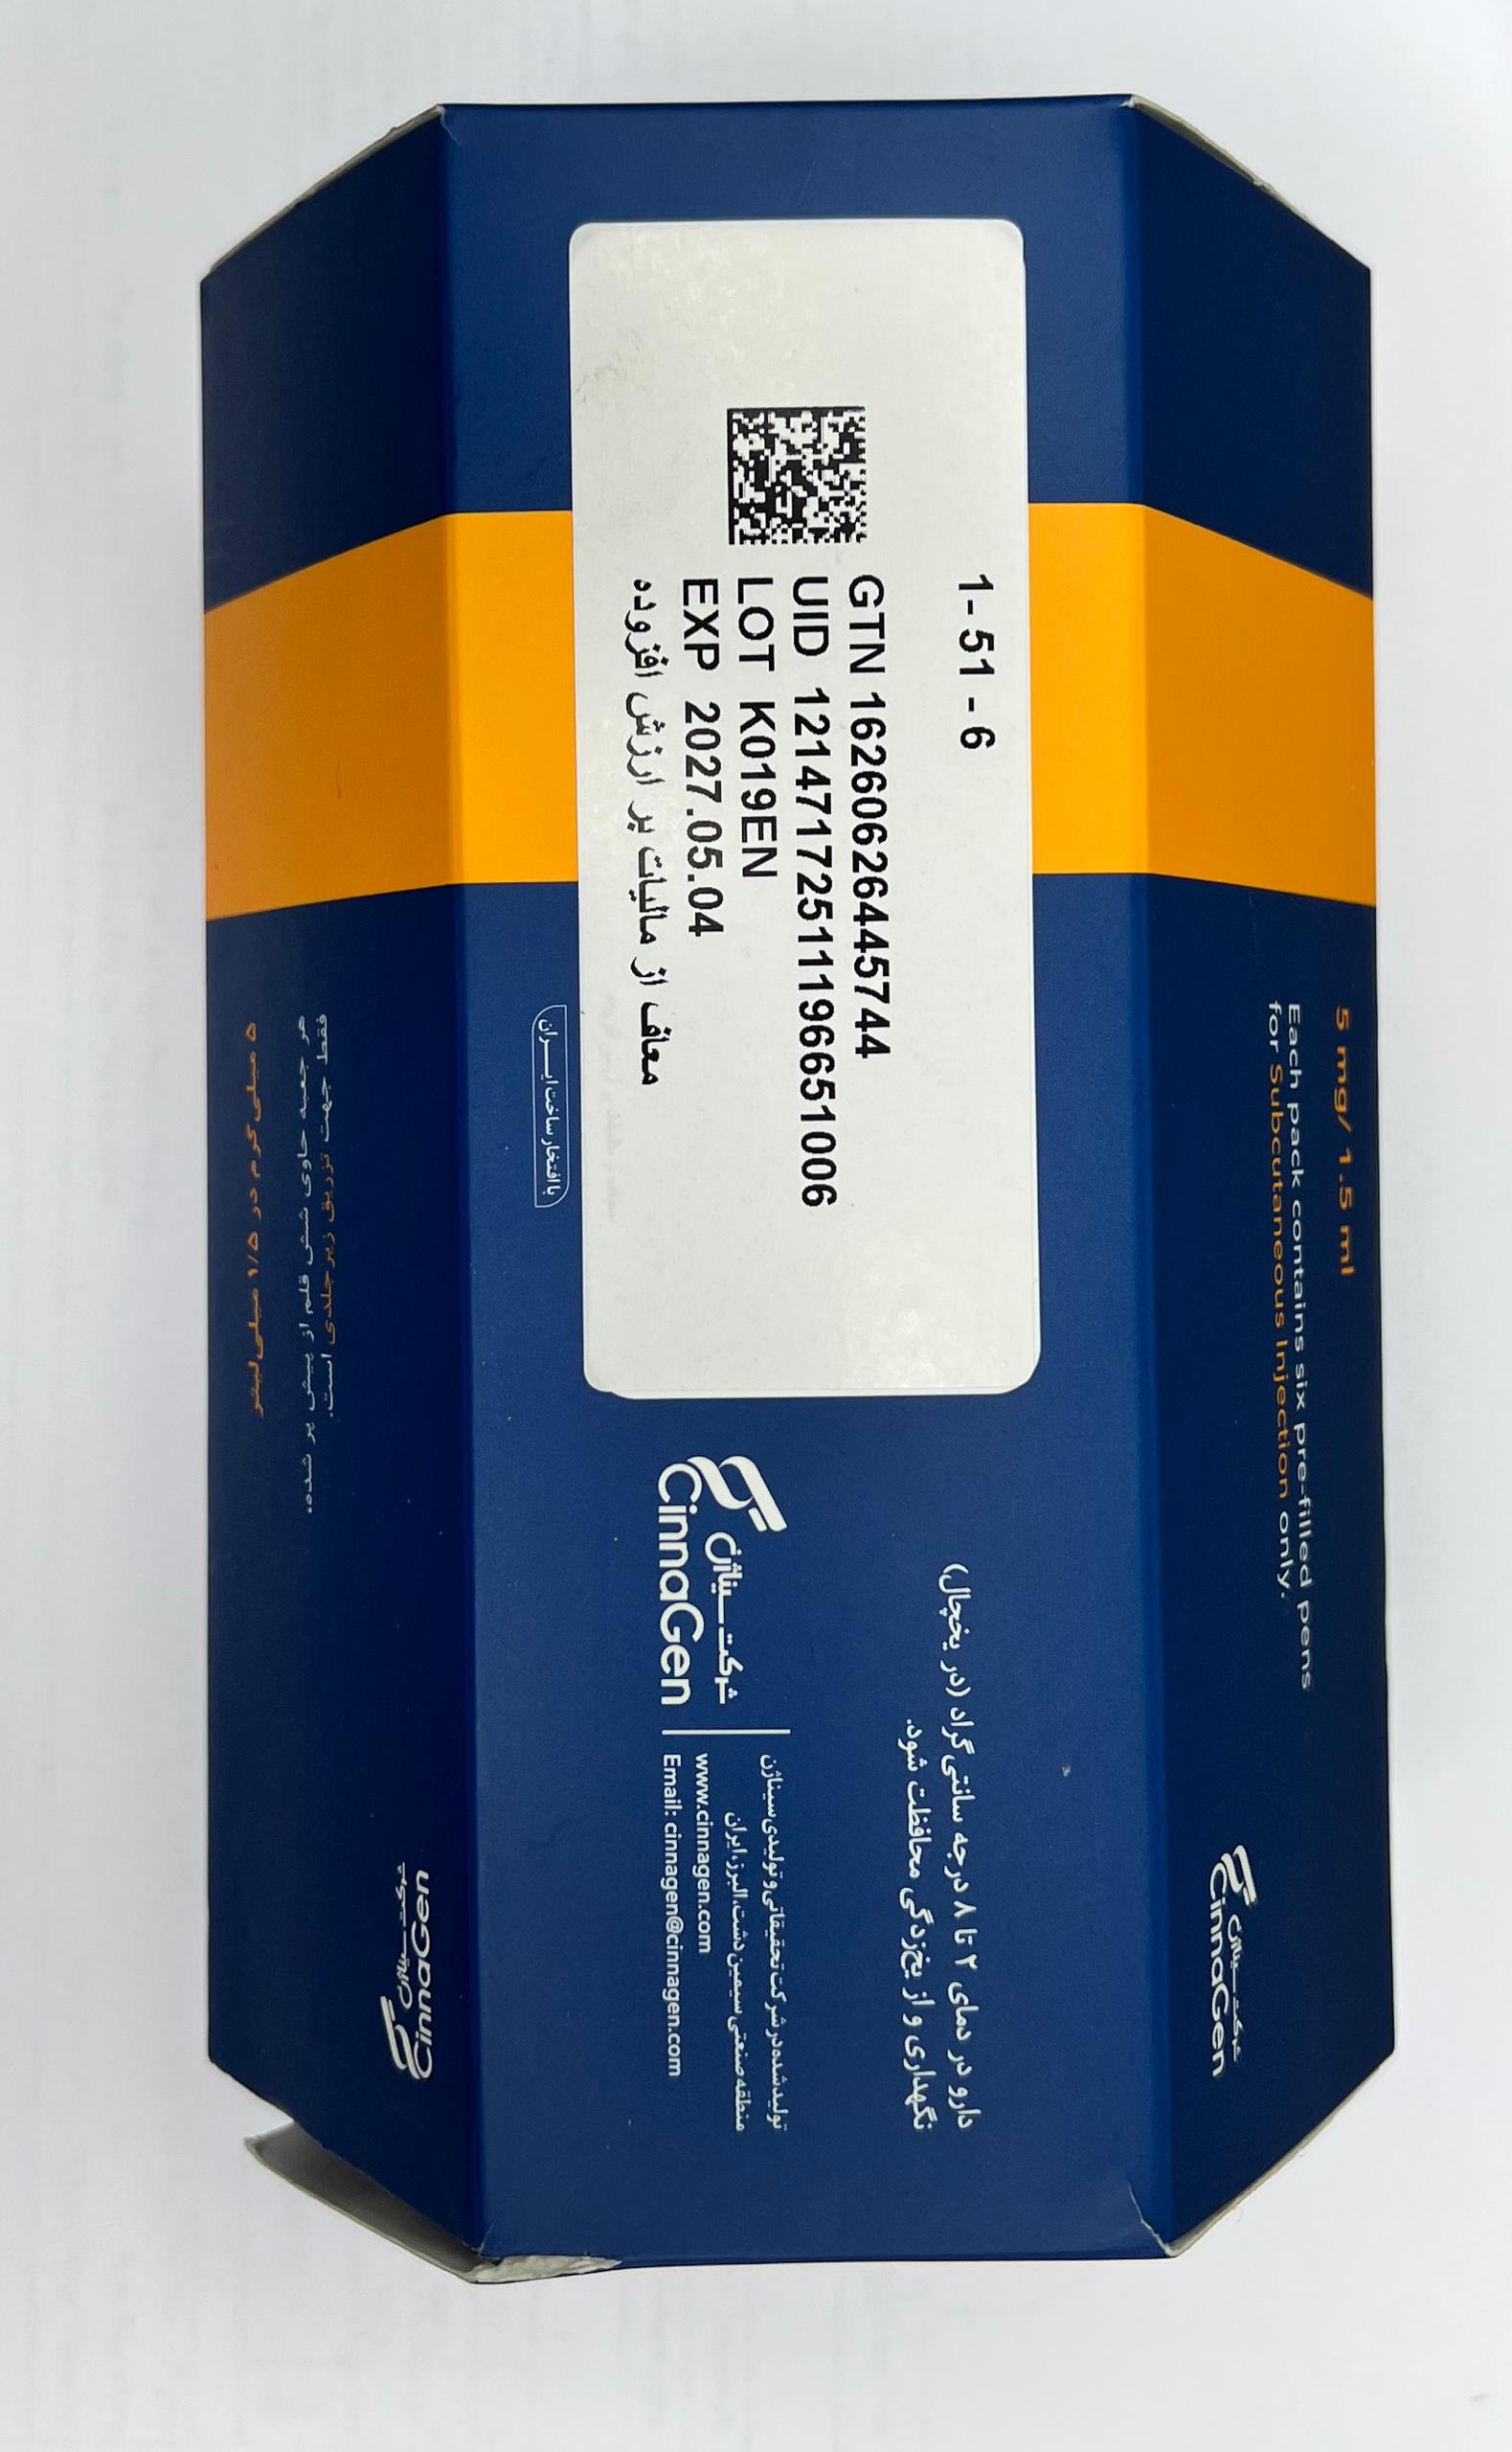 5 mg/ 1.5 ml
Each pack contains six pre-filled pens
for Subcutaneous Injection only.
شرکت سیناژن
CinnaGen
1- 51 - 6
GTN 16260626445744
UID 12147172511196651006
LOT K019EN
EXP 2027.05.04
معاف از مالیات بر ارزش افزوده
با افتخار ساخت ایـــران
دارو در دمای ۲ تا ۸ درجه سانتی‌گراد (در یخچال)
نگهداری و از یخ‌زدگی محافظت شود.
شرکت سیناژن
CinnaGen
تولید شده در شرکت تحقیقاتی و تولیدی سیناژن
منطقه صنعتی سیمین دشت، البرز، ایران
www.cinnagen.com
Email: cinnagen@cinnagen.com
فقط جهت تزریق زیرجلدی است.
هر جعبه حاوی شش قلم از پیش پر شده،
۵ میلی‌گرم در ۱/۵ میلی‌لیتر
شرکت سیناژن
CinnaGen